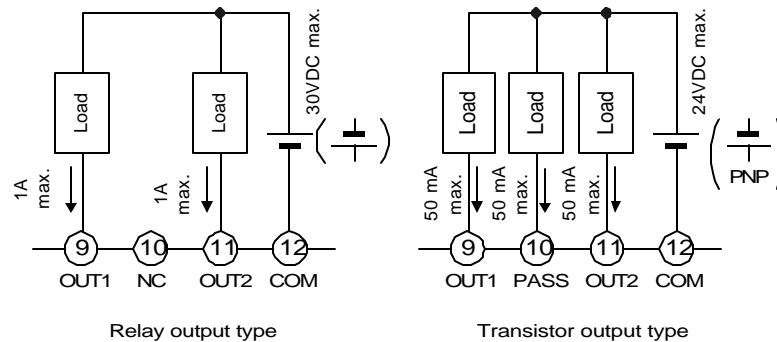 Load
Load
30VDC max.
1A
max.
1A
max.
9
10
11
12
OUT1 NC OUT2 COM
Relay output type
Load
Load
Load
24VDC max.
PNP
50 mA
max.
50 mA
max.
50 mA
max.
9
10
11
12
OUT1 PASS OUT2 COM
Transistor output type